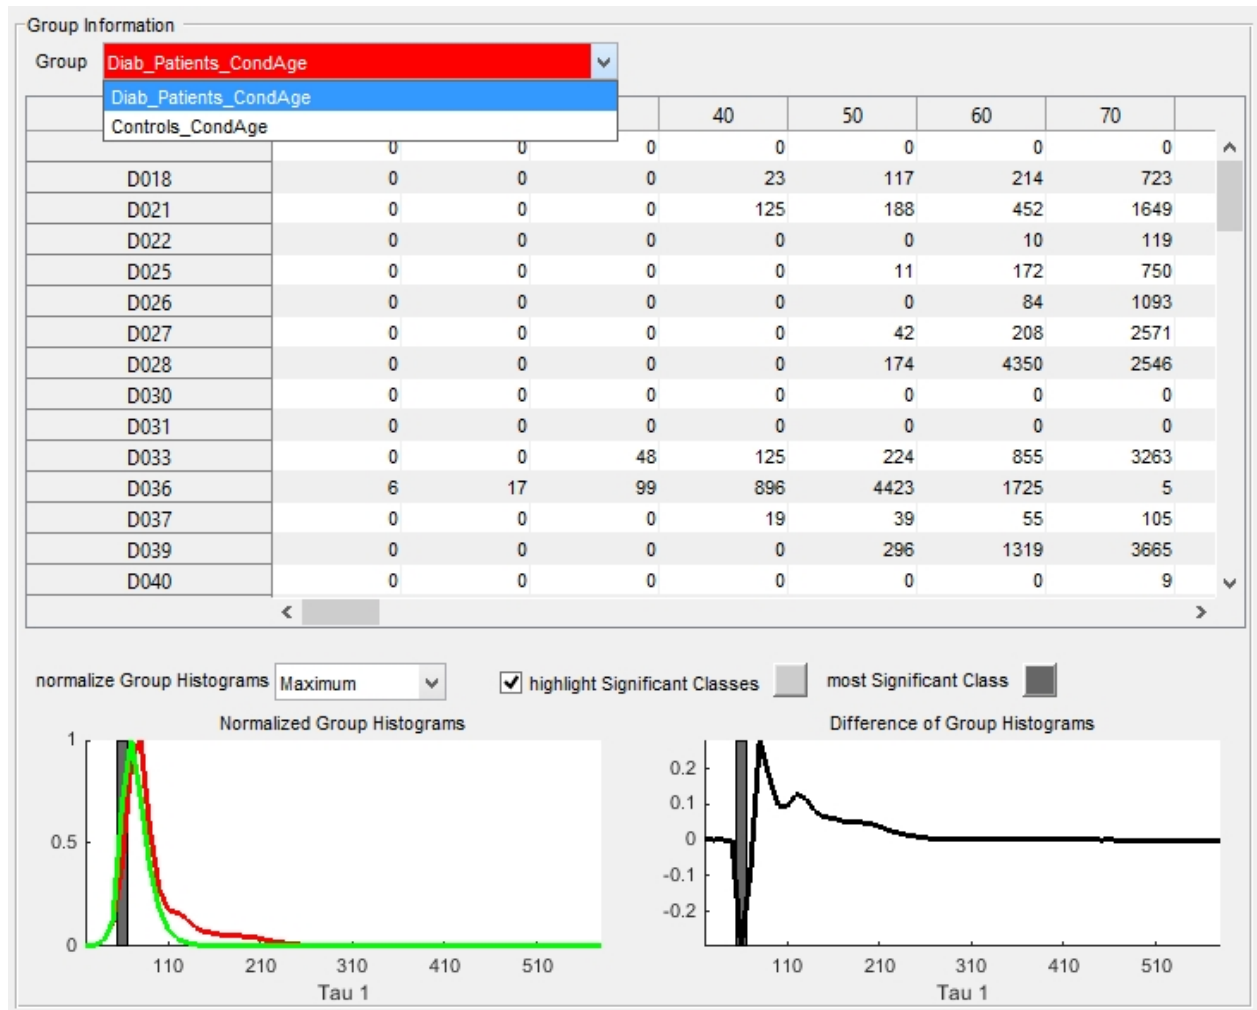 Group Information
Group Diab_Patients_CondAge
Diab_Patients_CondAge
Controls_CondAge
40 50 60 70
0 0 0 0 0 0 0
D018 0 0 0 23 117 214 723
D021 0 0 0 125 188 452 1649
D022 0 0 0 0 0 10 119
D025 0 0 0 0 11 172 750
D026 0 0 0 0 0 84 1093
D027 0 0 0 0 42 208 2571
D028 0 0 0 0 174 4350 2546
D030 0 0 0 0 0 0 0
D031 0 0 0 0 0 0 0
D033 0 0 48 125 224 855 3263
D036 6 17 99 896 4423 1725 5
D037 0 0 0 19 39 55 105
D039 0 0 0 0 296 1319 3665
D040 0 0 0 0 0 0 9
normalize Group Histograms Maximum highlight Significant Classes most Significant Class
Normalized Group Histograms
1
0.5
0
110 210 310 410 510
Tau 1
Difference of Group Histograms
0.2
0.1
0
-0.1
-0.2
110 210 310 410 510
Tau 1